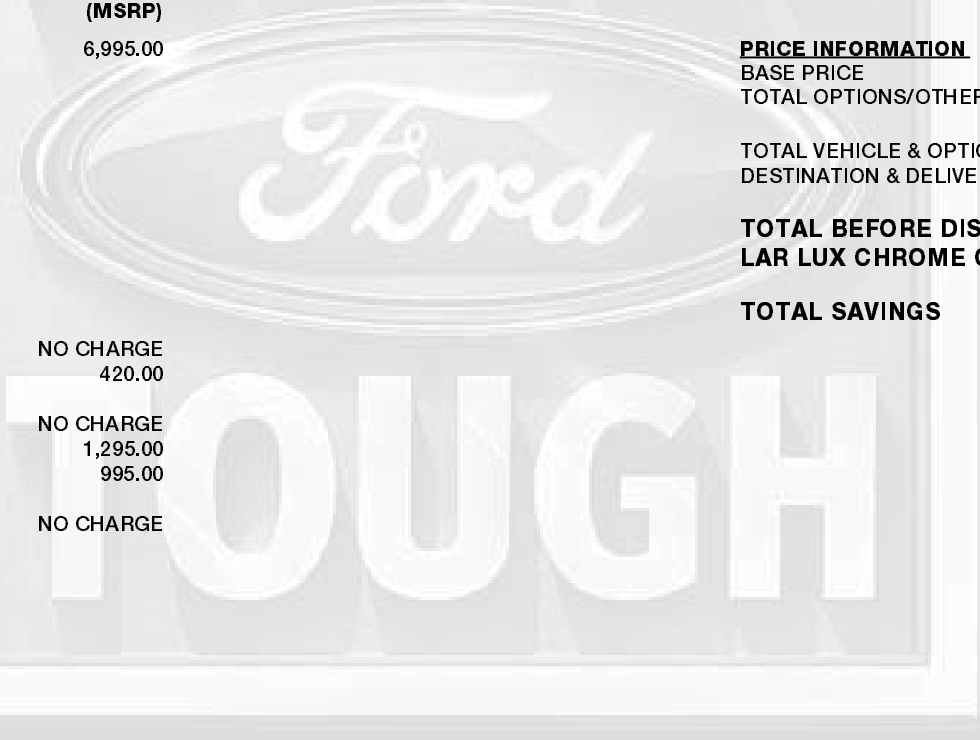 (MSRP)
6,995.00
NO CHARGE
420.00
NO CHARGE
1,295.00
995.00
NO CHARGE
Ford
TOUGH
PRICE INFORMATION
BASE PRICE
TOTAL OPTIONS/OTHER
TOTAL VEHICLE & OPTIO
DESTINATION & DELIVE
TOTAL BEFORE DIS
LAR LUX CHROME C
TOTAL SAVINGS